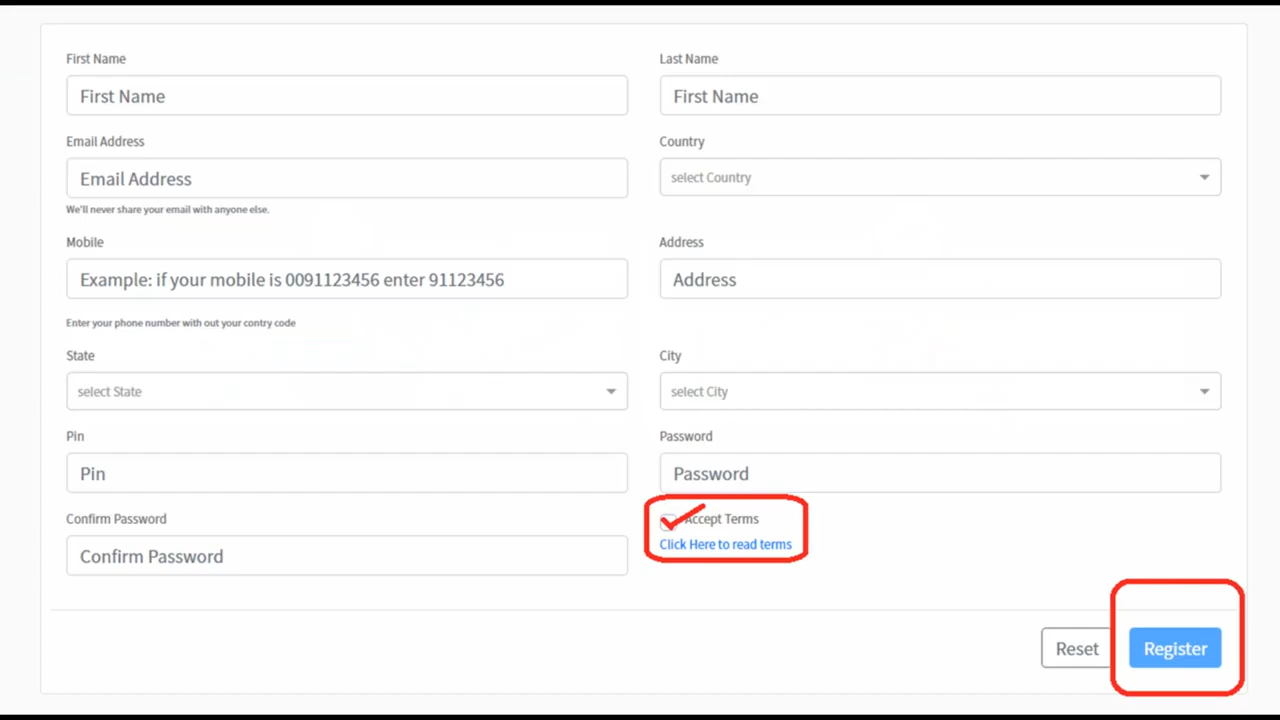 First Name
Last Name
First Name
First Name
Email Address
Country
Email Address
select Country
We'll never share your email with anyone else.
Mobile
Address
Example: if your mobile is 0091123456 enter 91123456
Address
Enter your phone number with out your contry code
State
City
select State
select City
Pin
Password
Pin
Password
Confirm Password
Accept Terms
Click Here to read terms
Confirm Password
Reset
Register